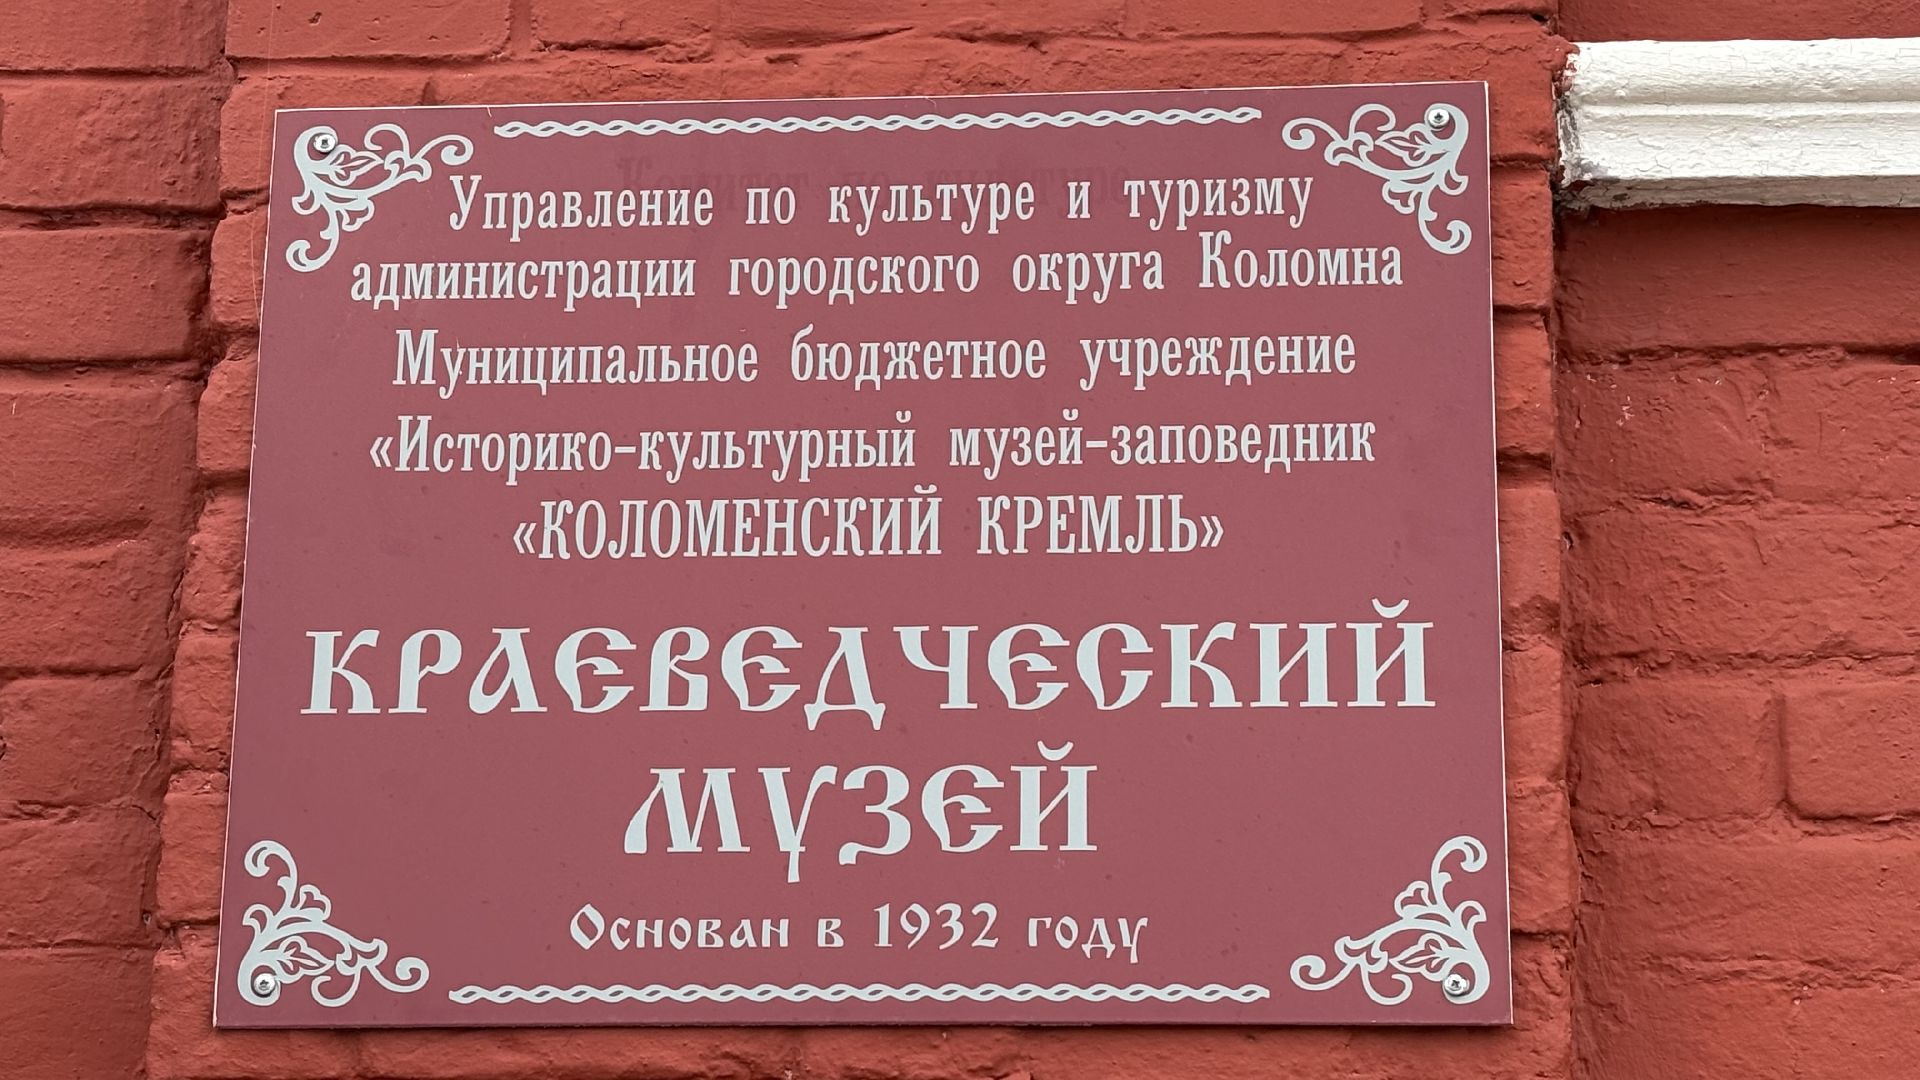 Управление по культуре и туризму
администрации городского округа Коломна
Муниципальное бюджетное учреждение
«Историко-культурный музей-заповедник
«КОЛОМЕНСКИЙ КРЕМЛЬ»
КРАЕВЕДЧЕСКИЙ
МУЗЕЙ
Основан в 1932 году